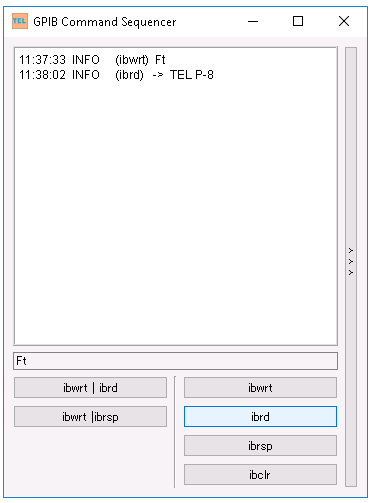 TEL GPIB Command Sequencer
11:37:33 INFO (ibwrt) Ft
11:38:02 INFO (ibrd) -> TEL P-8
Ft
ibwrt | ibrd
ibwrt
ibwrt |ibrsp
ibrd
ibrsp
ibclr